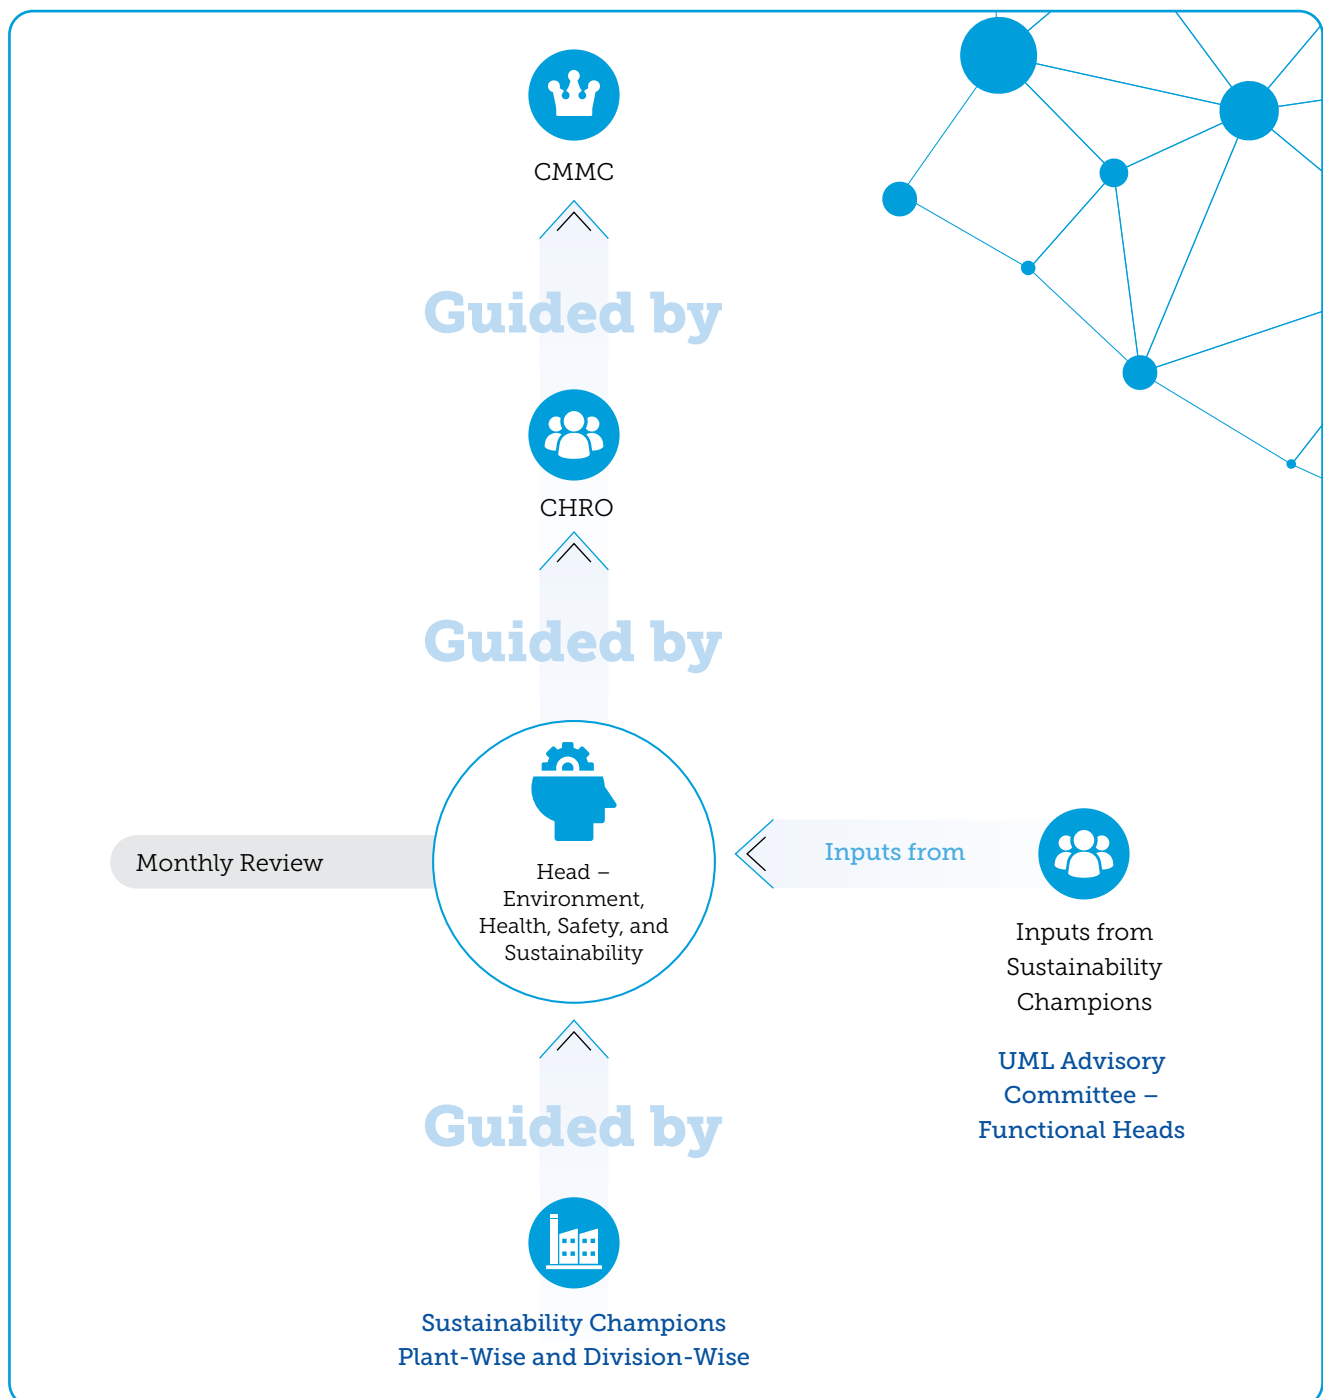 CMMC
Guided by
CHRO
Guided by
Monthly Review
Head –
Environment,
Health, Safety, and
Sustainability
Inputs from
Inputs from
Sustainability
Champions
UML Advisory
Committee –
Functional Heads
Guided by
Sustainability Champions
Plant-Wise and Division-Wise